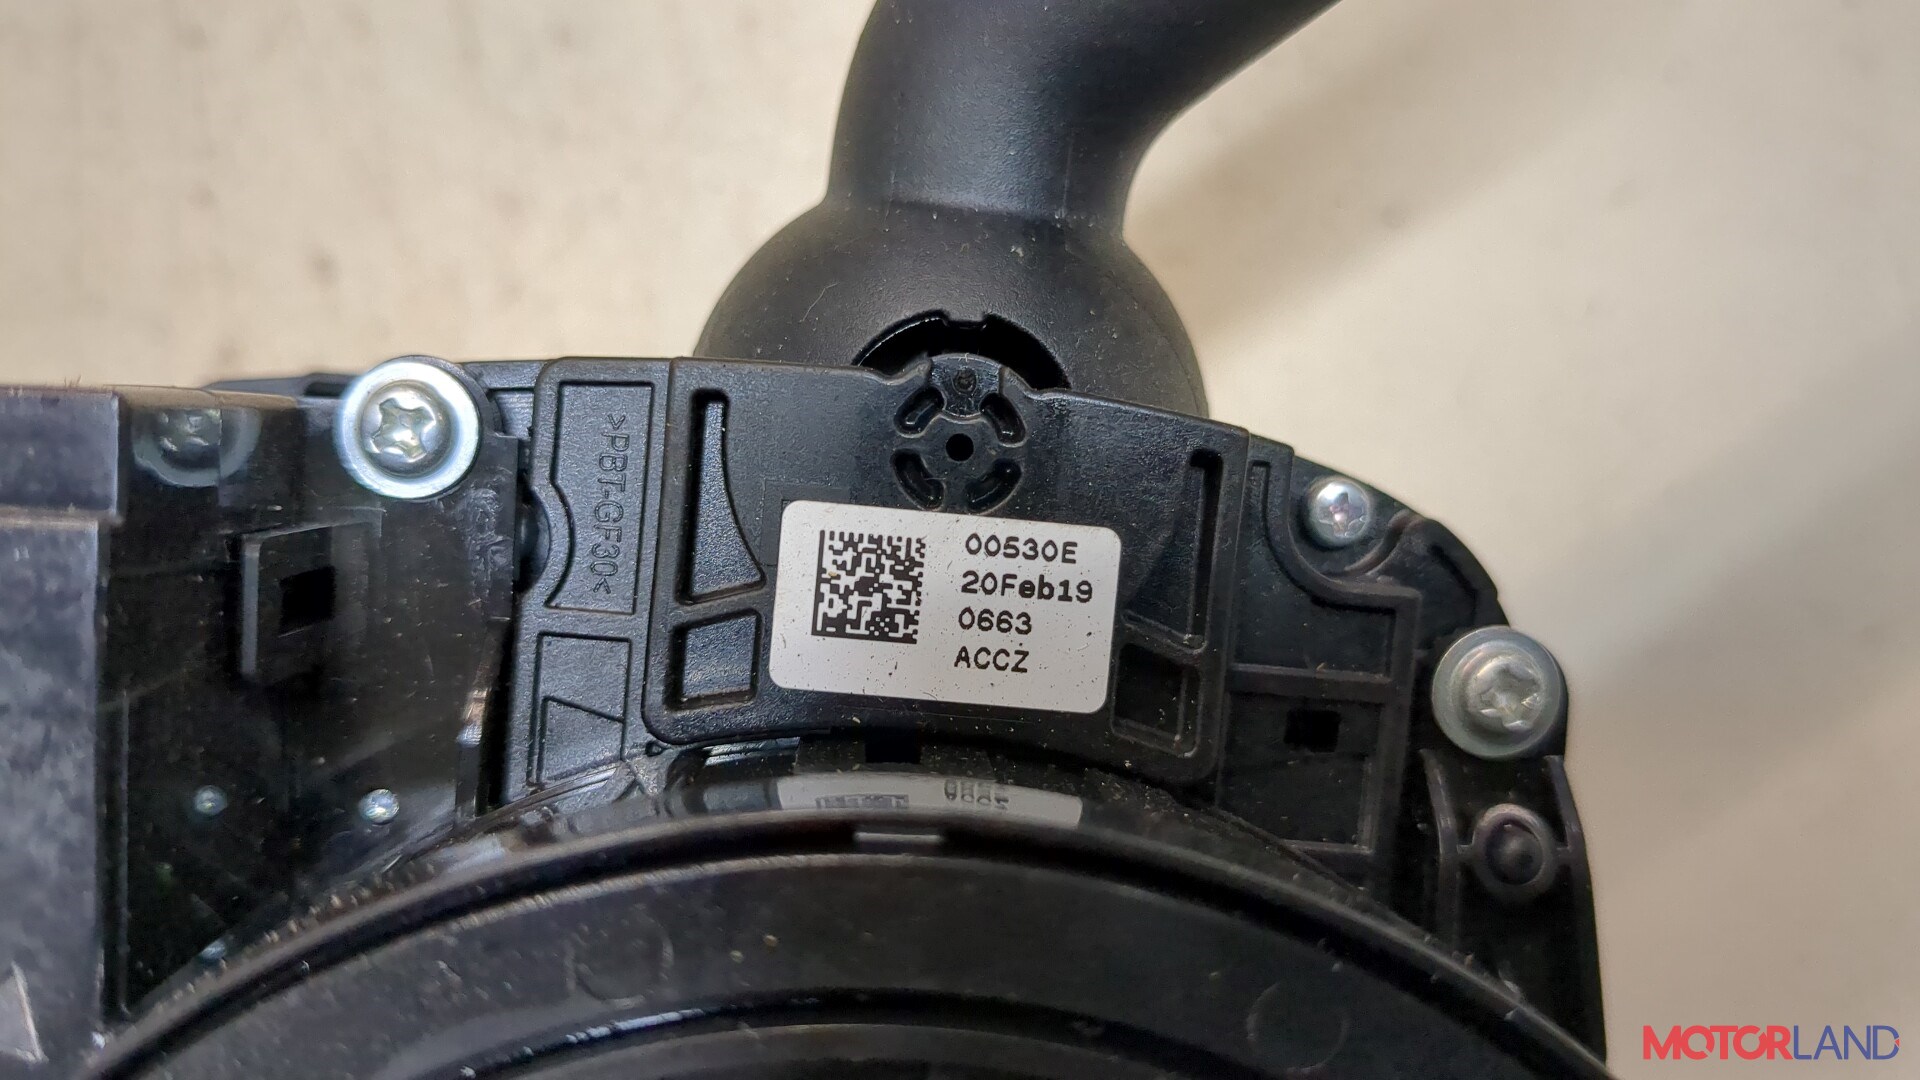 >PBT-GF30<
00530E
20Feb19
0663
ACCZ
MOTORLAND